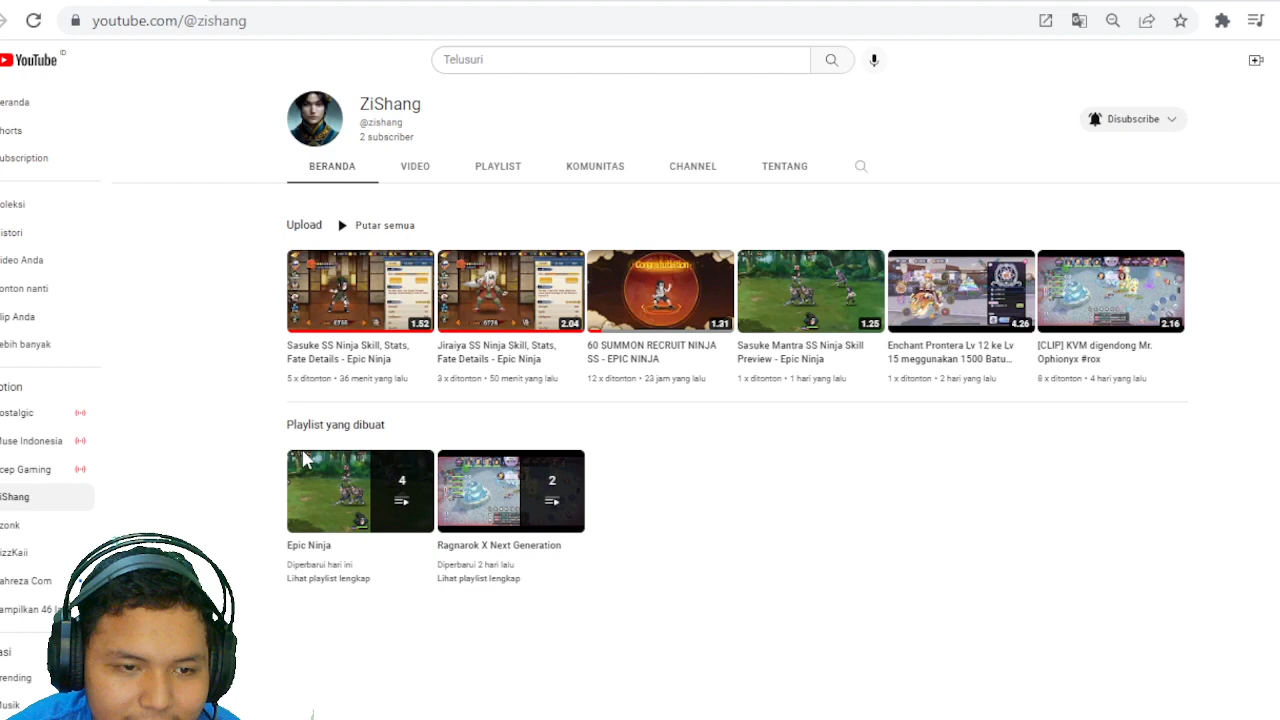 youtube.com/@zishang
YouTube ID
Telusuri
eranda
horts
ubscription
oleksi
istori
ideo Anda
onton nanti
lip Anda
ebih banyak
ption
ostalgic
Muse Indonesia
cep Gaming
iShang
zonk
izzKaii
ahreza Com
ampilkan 46 la
asi
rending
Musik
ZiShang
@zishang
2 subscriber
Disubscribe
BERANDA VIDEO PLAYLIST KOMUNITAS CHANNEL TENTANG
Upload Putar semua
1.52
Sasuke SS Ninja Skill, Stats,
Fate Details - Epic Ninja
5 x ditonton • 36 menit yang lalu
2.04
Jiraiya SS Ninja Skill, Stats,
Fate Details - Epic Ninja
3 x ditonton • 50 menit yang lalu
Congratulation
1.31
60 SUMMON RECRUIT NINJA
SS - EPIC NINJA
12 x ditonton • 23 jam yang lalu
1.25
Sasuke Mantra SS Ninja Skill
Preview - Epic Ninja
1 x ditonton • 1 hari yang lalu
4.26
Enchant Prontera Lv 12 ke Lv
15 meggunakan 1500 Batu...
1 x ditonton • 2 hari yang lalu
2.16
[CLIP] KVM digendong Mr.
Ophionyx #rox
8 x ditonton • 4 hari yang lalu
Playlist yang dibuat
4
Epic Ninja
Diperbarui hari ini
Lihat playlist lengkap
2
Ragnarok X Next Generation
Diperbarui 2 hari lalu
Lihat playlist lengkap